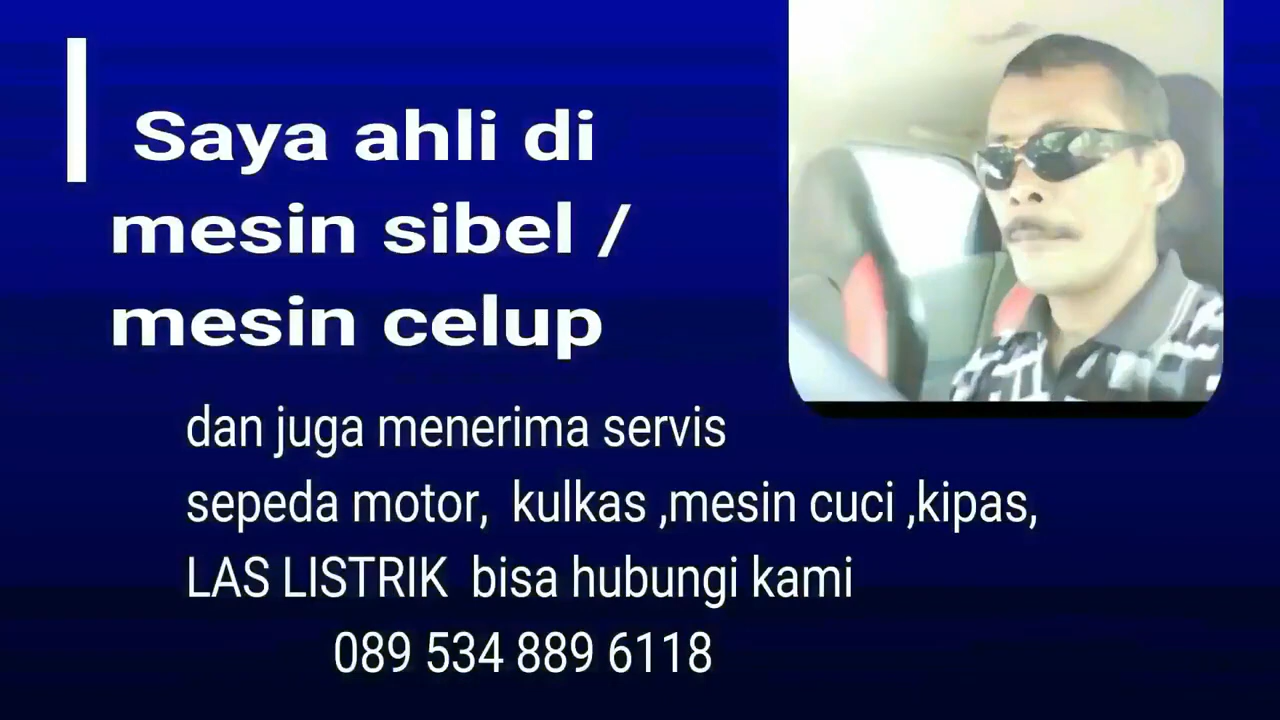 Saya ahli di
mesin sibel /
mesin celup
dan juga menerima servis
sepeda motor,  kulkas ,mesin cuci ,kipas,
LAS LISTRIK  bisa hubungi kami
089 534 889 6118